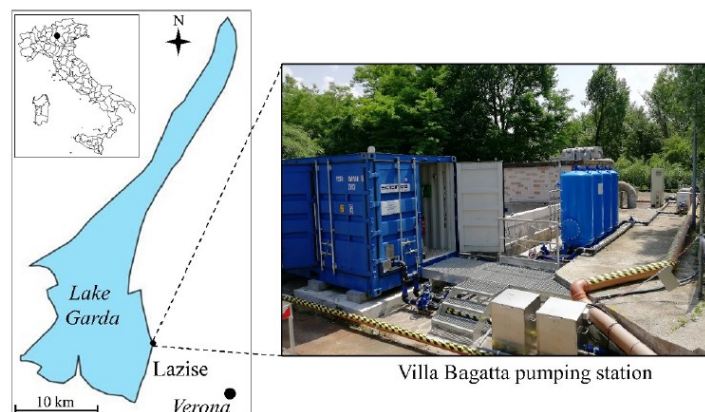 N
Lake
Garda
Lazise
10 km
Verona
Villa Bagatta pumping station